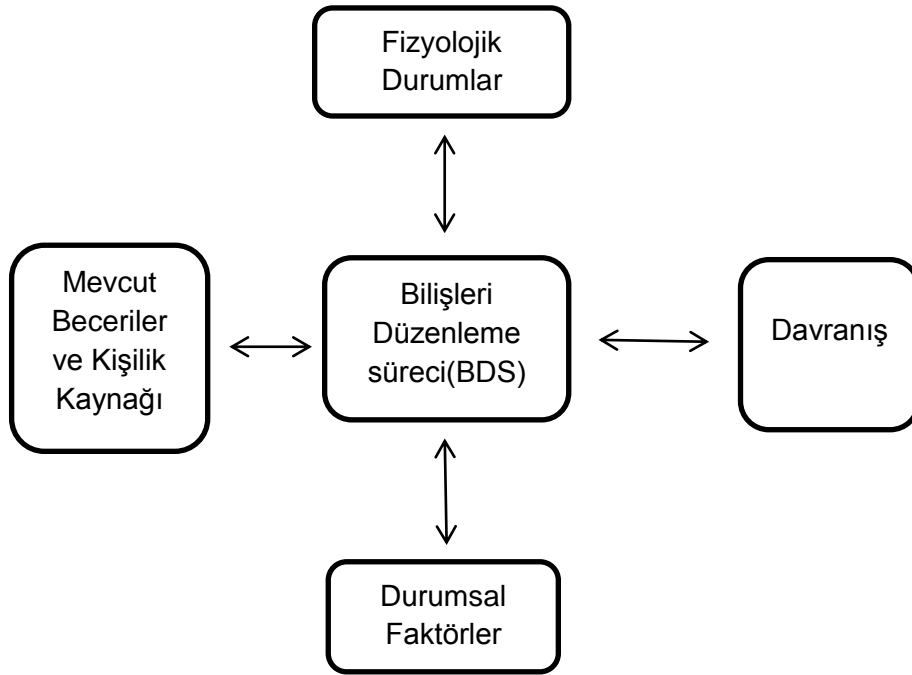 Fizyolojik
Durumlar
Mevcut
Beceriler
ve Kişilik
Kaynağı
Bilişleri
Düzenleme
süreci(BDS)
Davranış
Durumsal
Faktörler